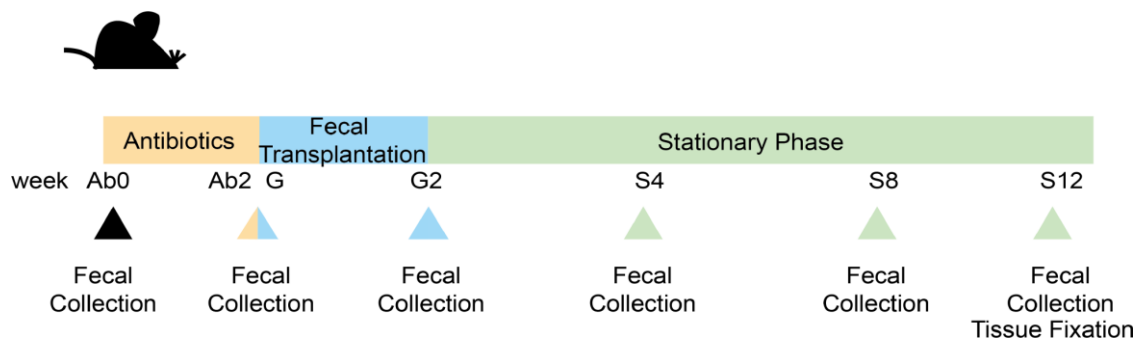 Antibiotics
Fecal
Transplantation
Stationary Phase
week Ab0 Ab2 G G2 S4 S8 S12
Fecal
Collection
Fecal
Collection
Fecal
Collection
Fecal
Collection
Fecal
Collection
Fecal
Collection
Tissue Fixation